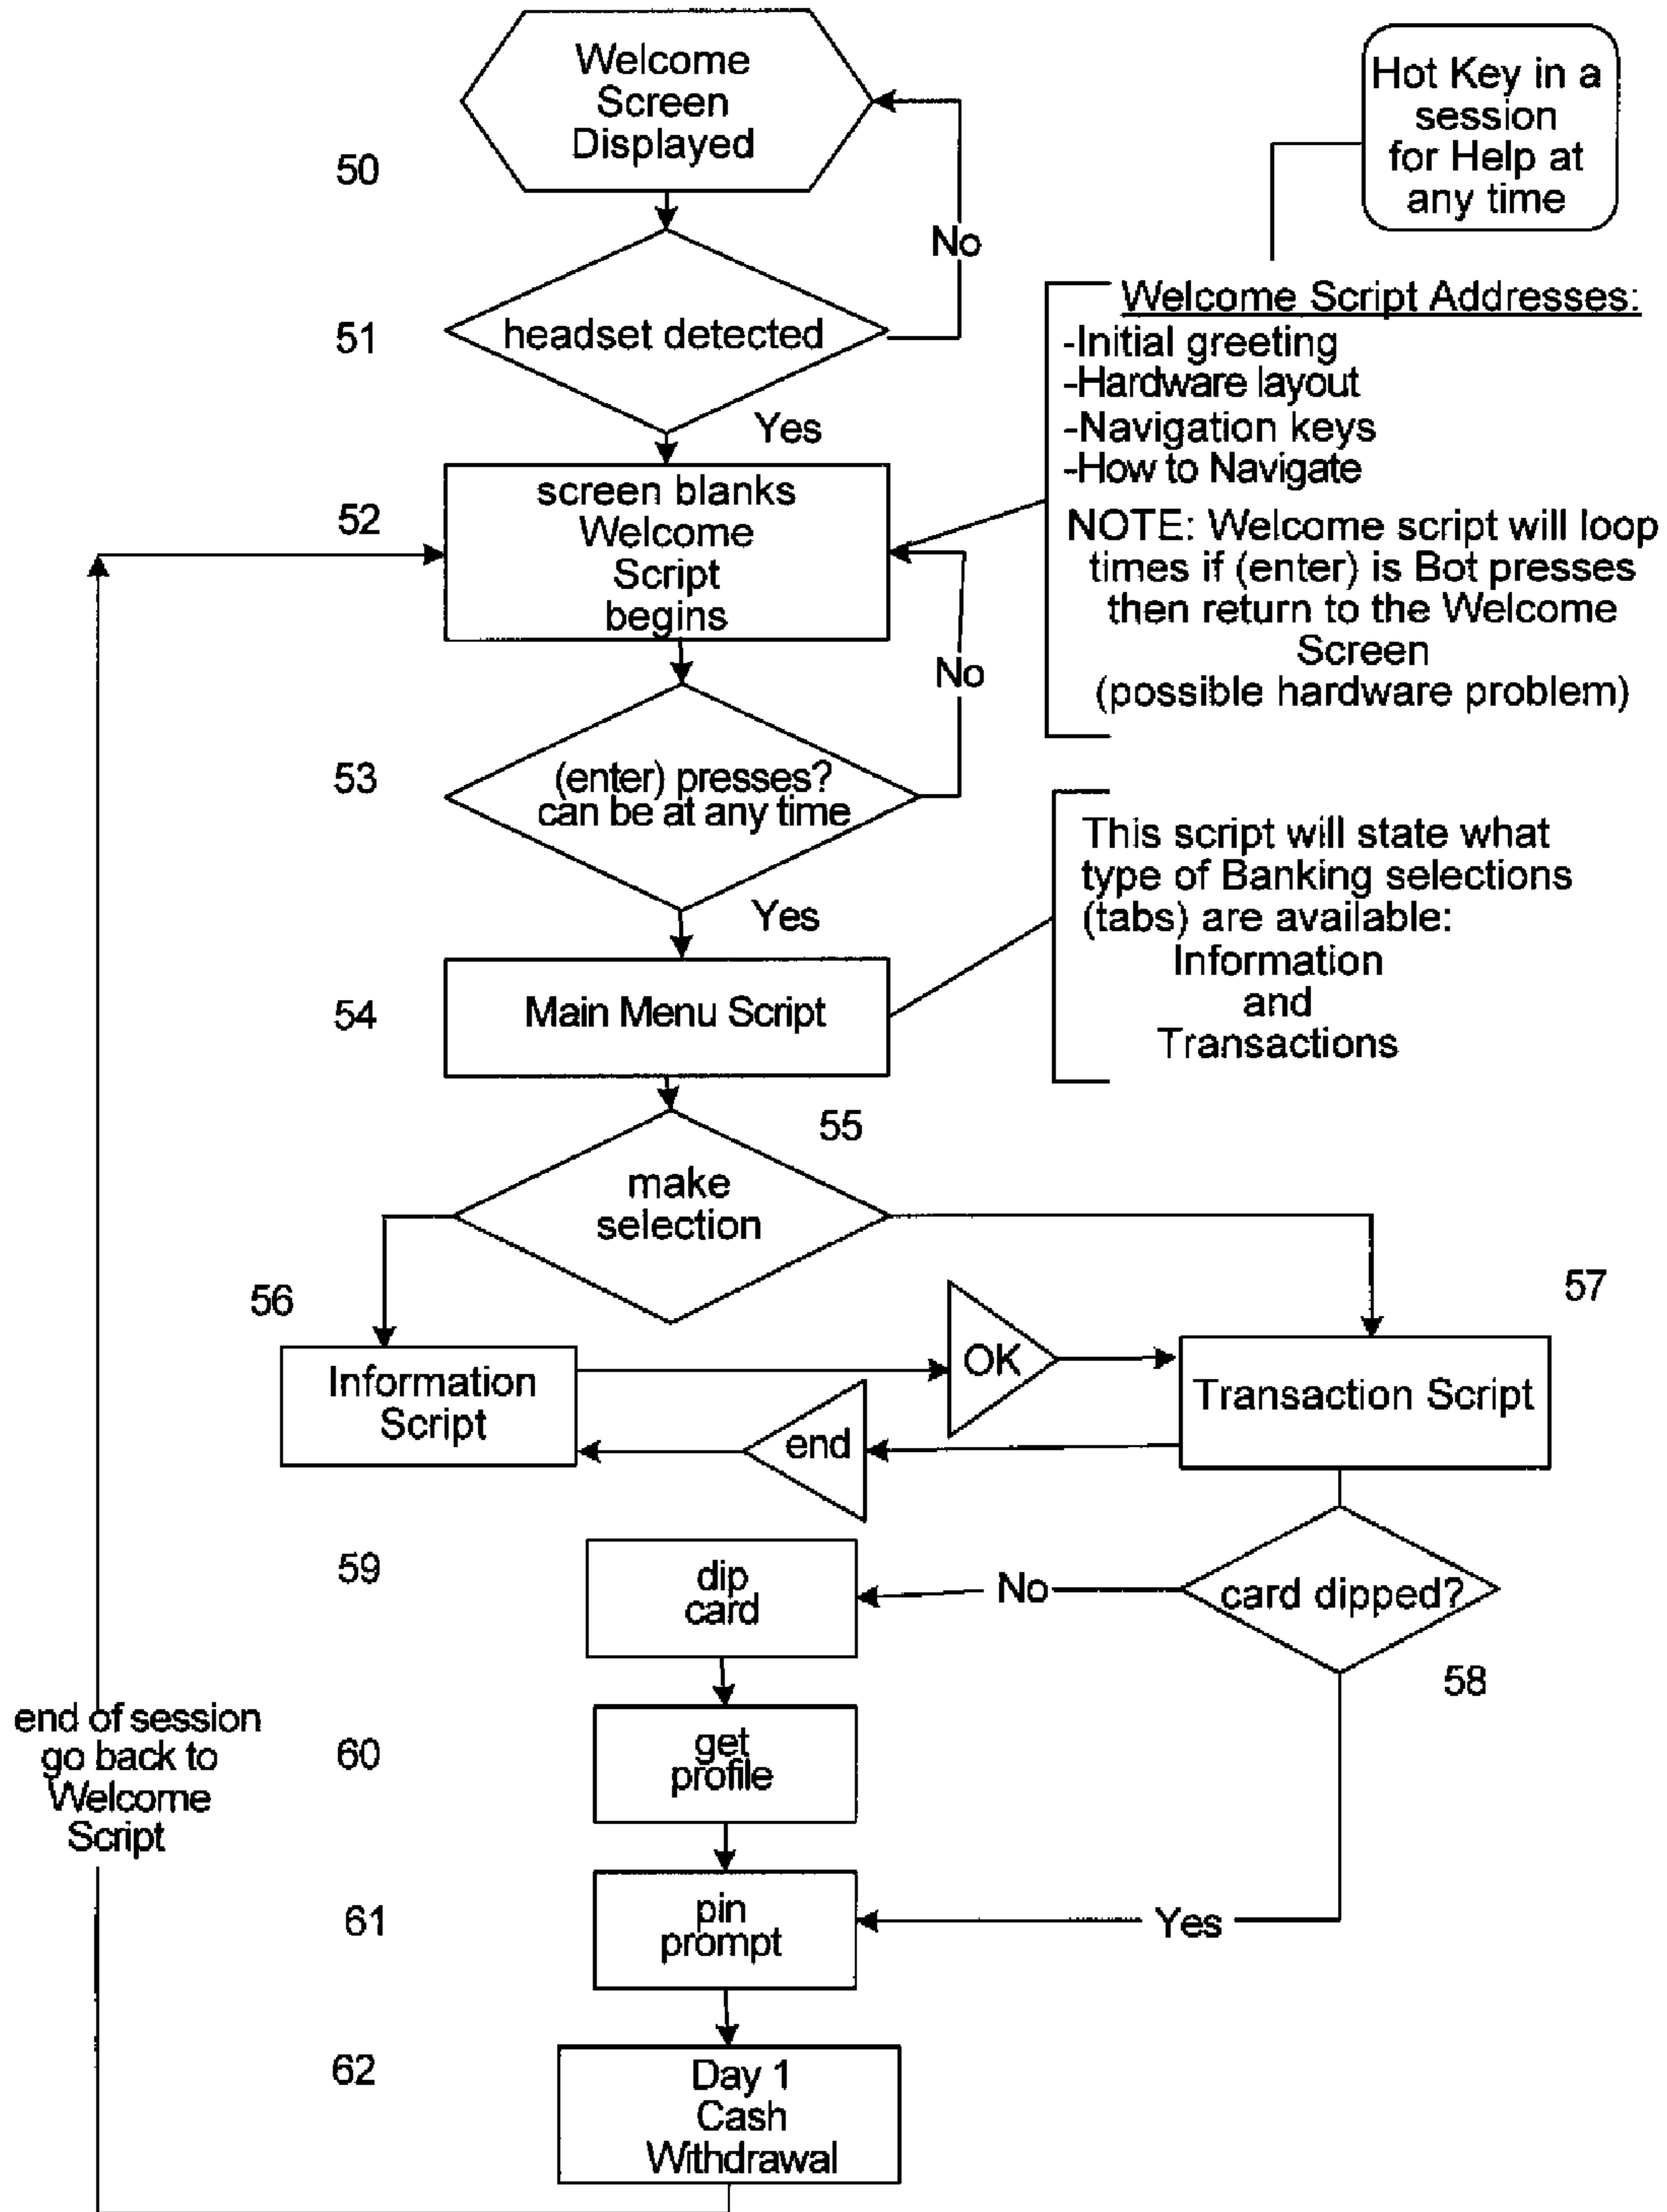 Welcome
Screen
Displayed
50
Hot Key in a
session
for Help at
any time
No
headset detected
51
Yes
Welcome Script Addresses:
-Initial greeting
-Hardware layout
-Navigation keys
-How to Navigate
NOTE: Welcome script will loop
times if (enter) is Bot presses
then return to the Welcome
Screen
(possible hardware problem)
52
screen blanks
Welcome
Script
begins
No
53
(enter) presses?
can be at any time
Yes
This script will state what
type of Banking selections
(tabs) are available:
Information
and
Transactions
54
Main Menu Script
55
make
selection
56
57
Information
Script
OK
end
Transaction Script
59
dip
card
No
card dipped?
58
60
get
profile
end of session
go back to
Welcome
Script
61
pin
prompt
Yes
62
Day 1
Cash
Withdrawal